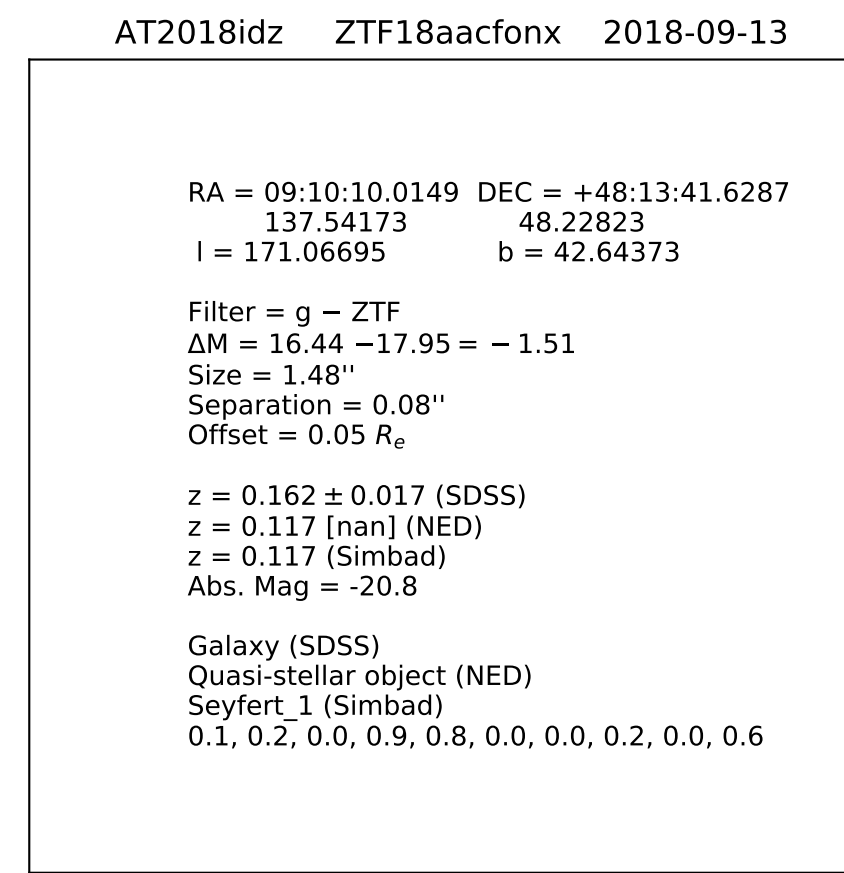 AT2018idz ZTF18aacfonx 2018-09-13
RA = 09:10:10.0149 DEC = +48:13:41.6287
137.54173 48.22823
l = 171.06695 b = 42.64373
Filter = g − ZTF
ΔM = 16.44 −17.95 = − 1.51
Size = 1.48''
Separation = 0.08''
Offset = 0.05 Rₑ
z = 0.162 ± 0.017 (SDSS)
z = 0.117 [nan] (NED)
z = 0.117 (Simbad)
Abs. Mag = -20.8
Galaxy (SDSS)
Quasi-stellar object (NED)
Seyfert_1 (Simbad)
0.1, 0.2, 0.0, 0.9, 0.8, 0.0, 0.0, 0.2, 0.0, 0.6